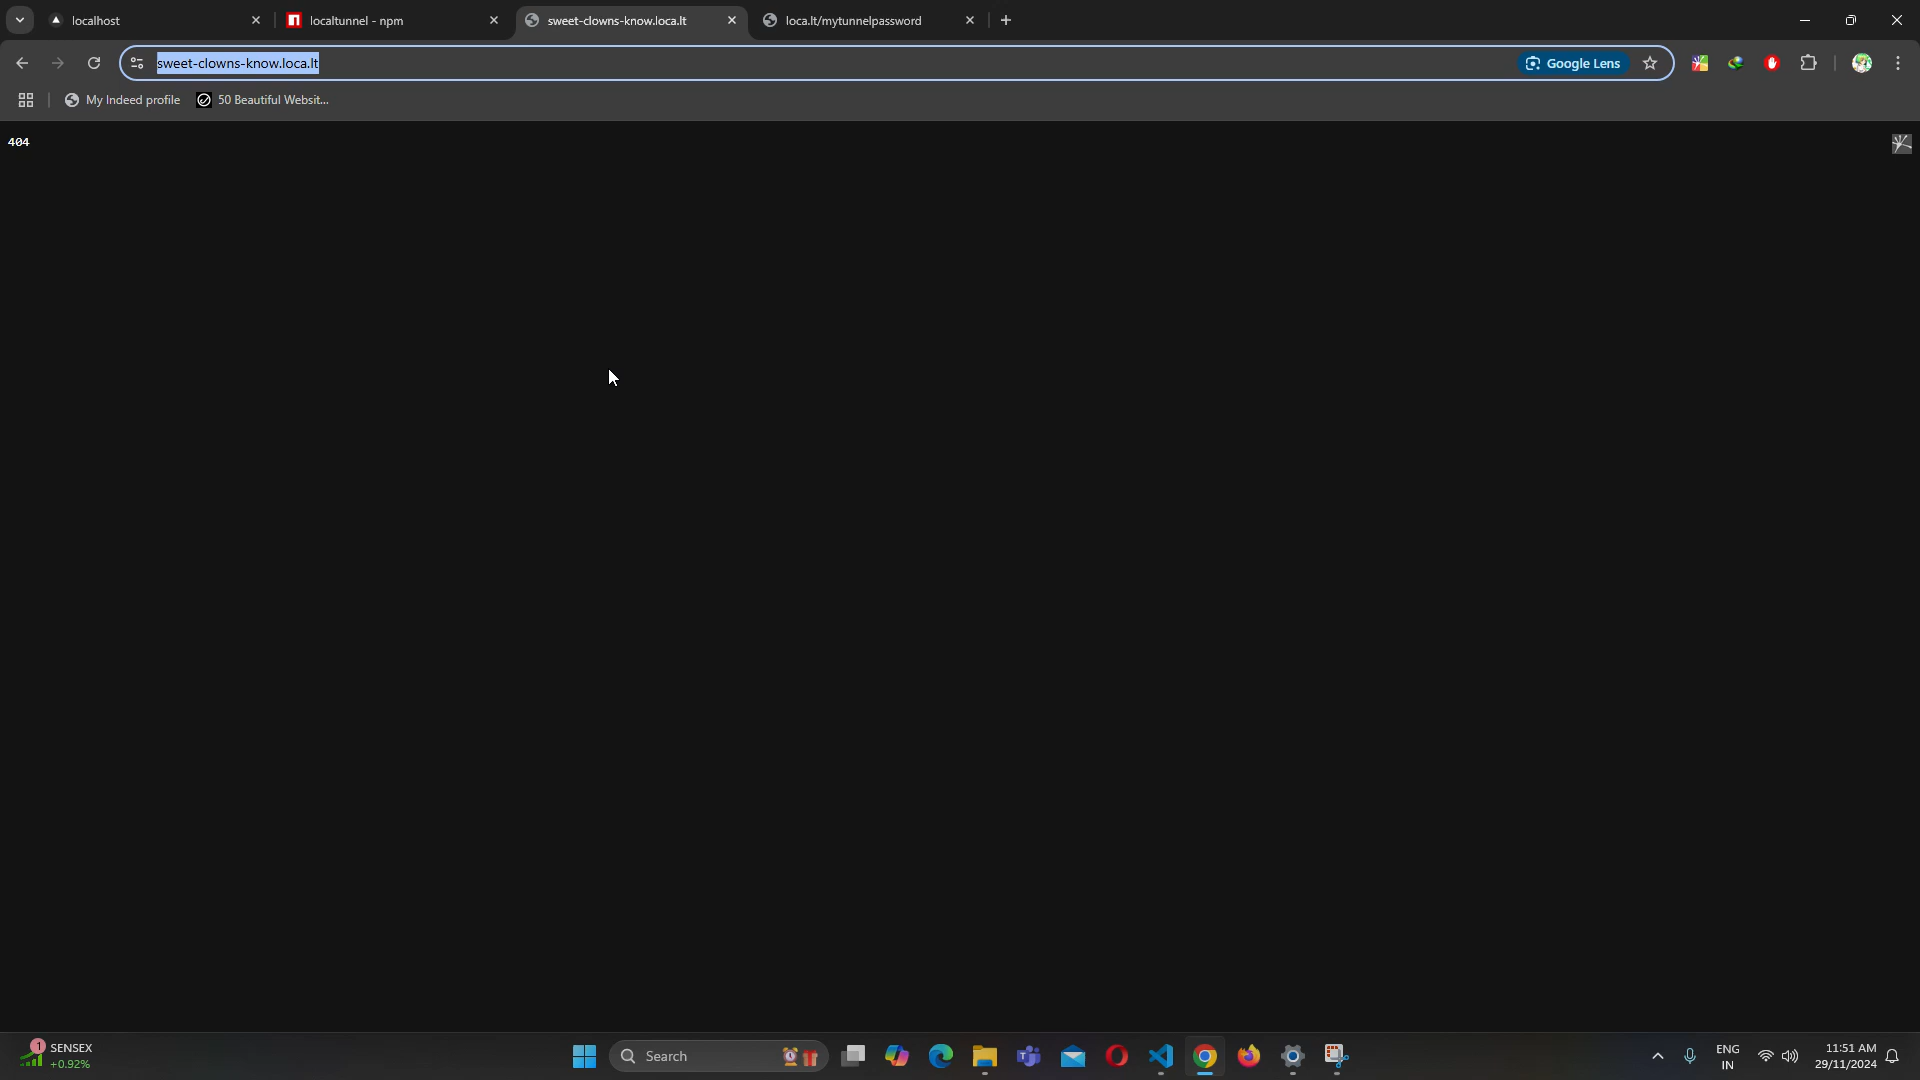 localhost
localtunnel - npm
sweet-clowns-know.loca.lt
loca.lt/mytunnelpassword
sweet-clowns-know.loca.lt
Google Lens
My Indeed profile
50 Beautiful Websit...
404
1
SENSEX
+0.92%
Search
ENG
IN
11:51 AM
29/11/2024